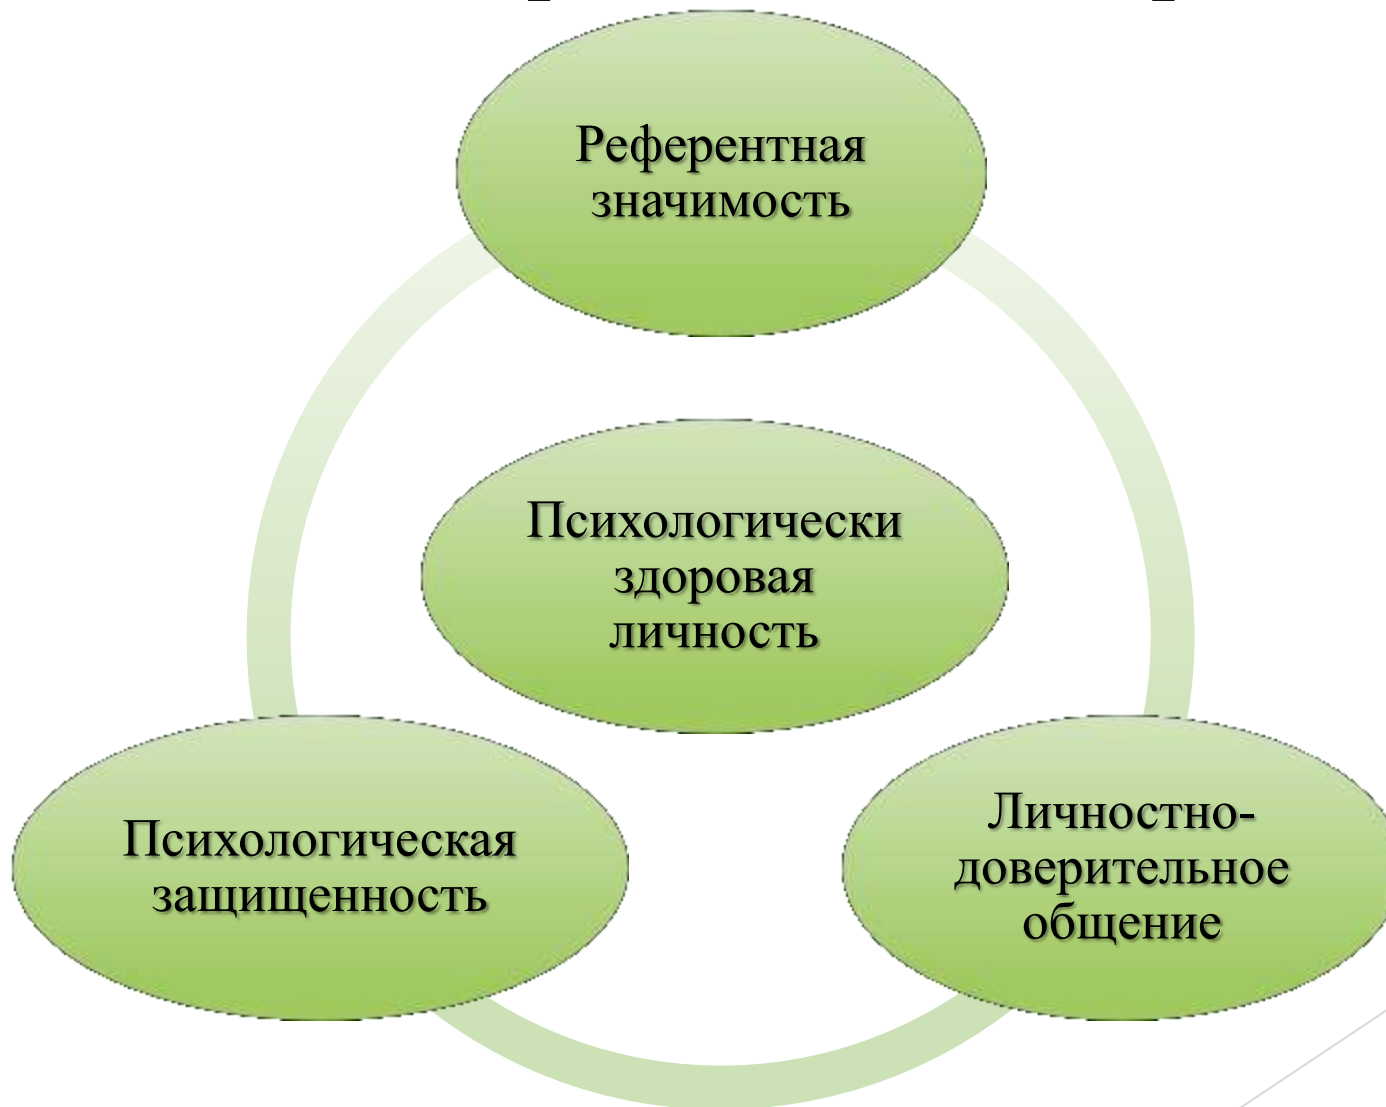 Референтная
значимость
Психологически
здоровая
личность
Психологическая
защищенность
Личностно-
доверительное
общение